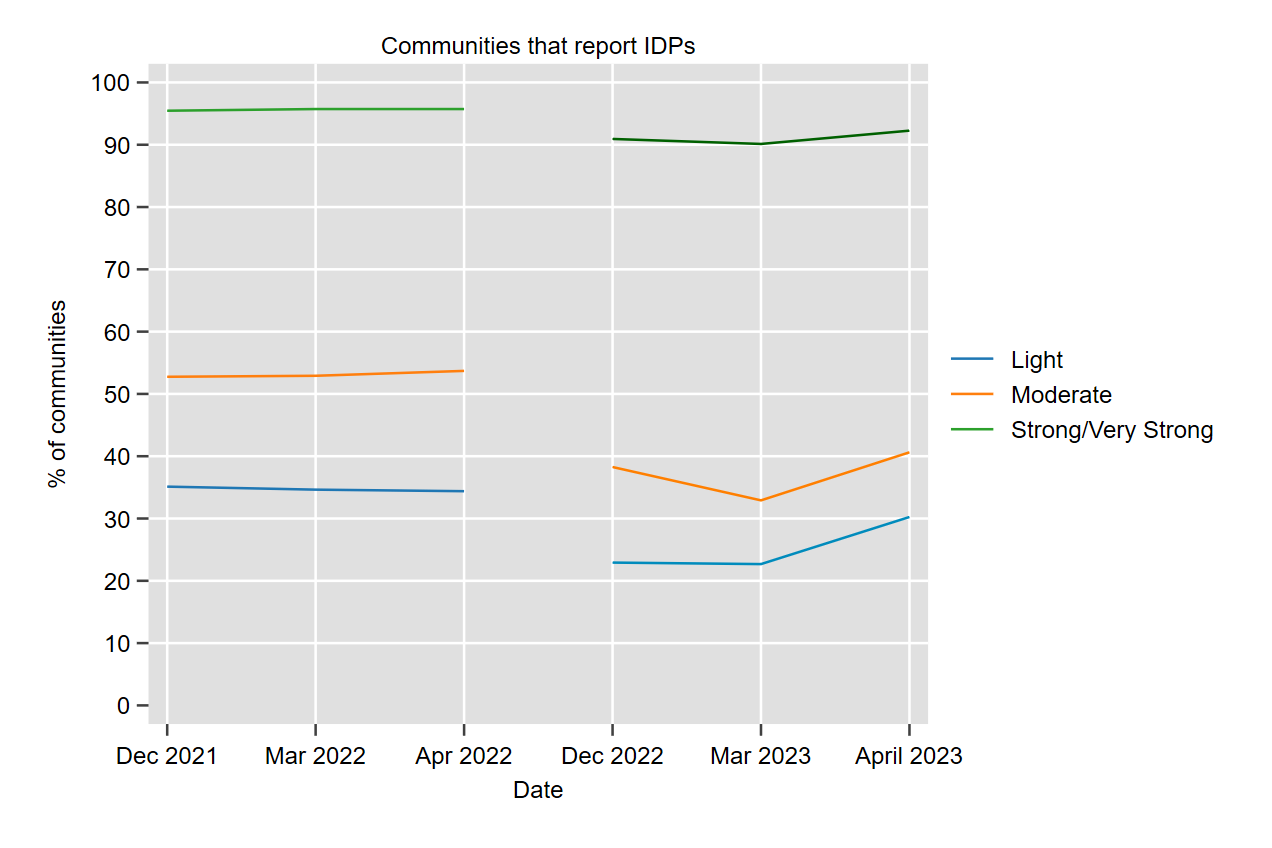 Communities that report IDPs
100
90
80
70
60
50
40
30
20
10
0
% of communities
Dec 2021
Mar 2022
Apr 2022
Dec 2022
Mar 2023
April 2023
Date
Light
Moderate
Strong/Very Strong